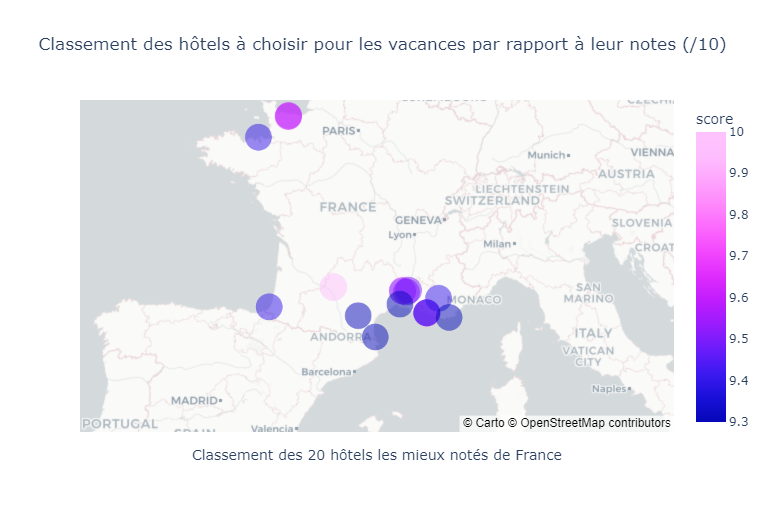 Classement des hôtels à choisir pour les vacances par rapport à leur notes (/10)
score
10
9.9
9.8
9.7
9.6
9.5
9.4
9.3
PARIS
Munich
VIENNA
AUSTRIA
LIECHTENSTEIN
FRANCE
SWITZERLAND
GENEVA
SLOVENIA
Lyon
Milan
CROAT
SAN
MARINO
MONACO
ANDORRA
ITALY
VATICAN
CITY
Barcelona
Naples
MADRID
PORTUGAL
SPAIN
Valencia
© Carto © OpenStreetMap contributors
Classement des 20 hôtels les mieux notés de France